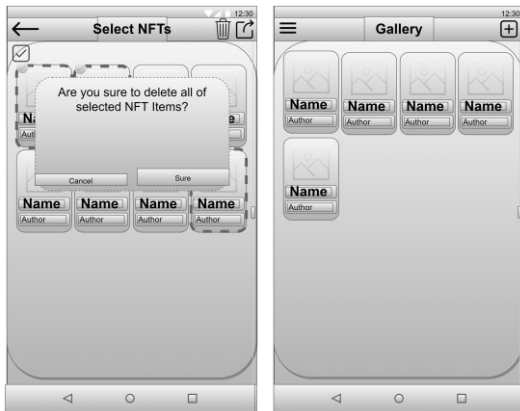 12:30
Select NFTs
Are you sure to delete all of
selected NFT Items?
Cancel
Sure
Name
Name
Name
Name
Author
Author
Author
Author
12:30
Gallery
Name
Name
Name
Name
Author
Author
Author
Author
Name
Author